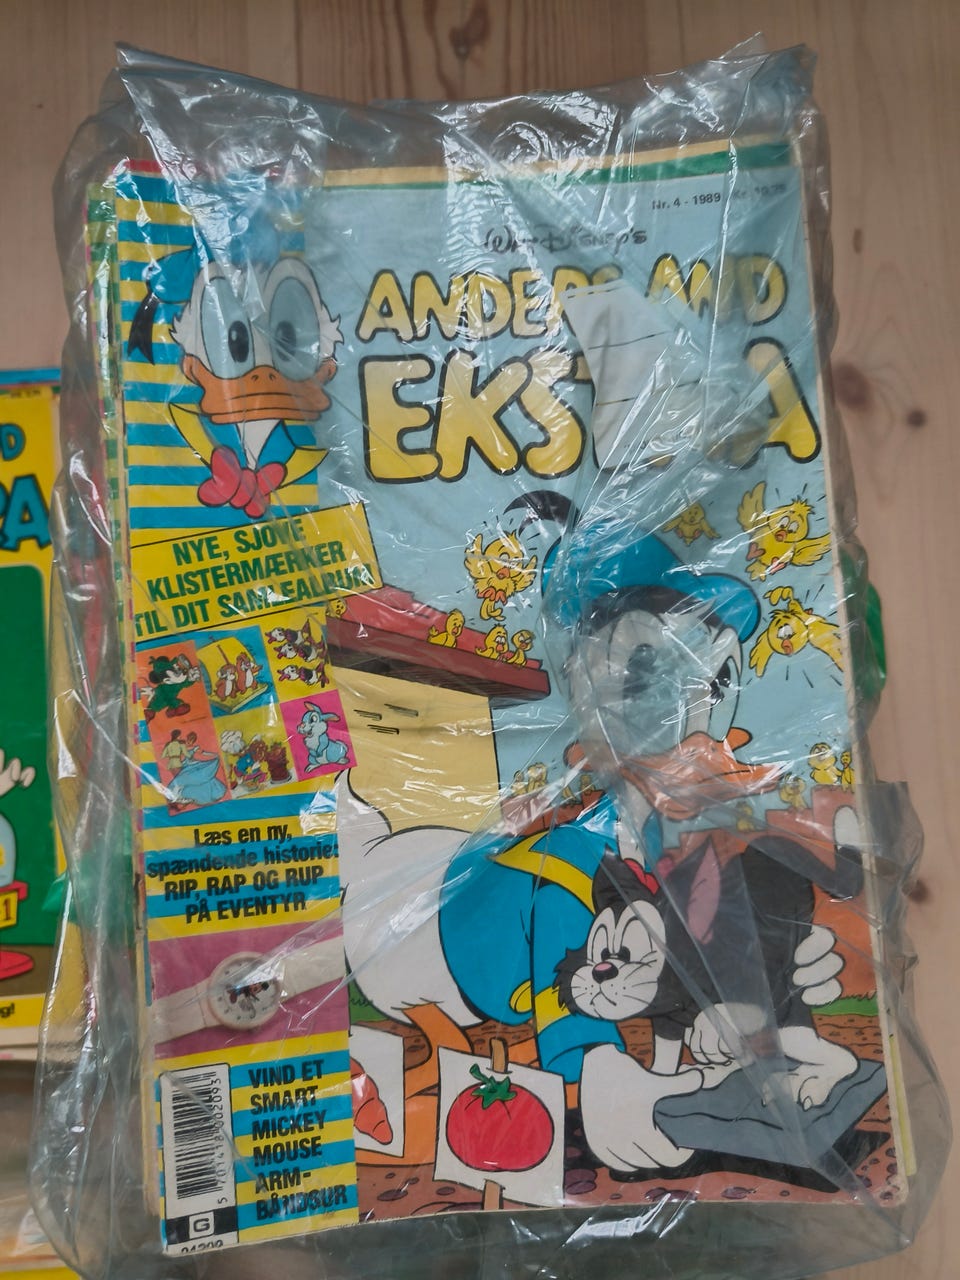 Nr. 4 - 1989
WALT DISNEY'S
ANDERS AND
EKSTRA
NYE, SJOVE
KLISTERMÆRKER
TIL DIT SAMLEALBUM
Læs en ny,
spændende historie:
RIP, RAP OG RUP
PÅ EVENTYR
VIND ET
SMART
MICKEY
MOUSE
ARM-
BÅNDSUR
G